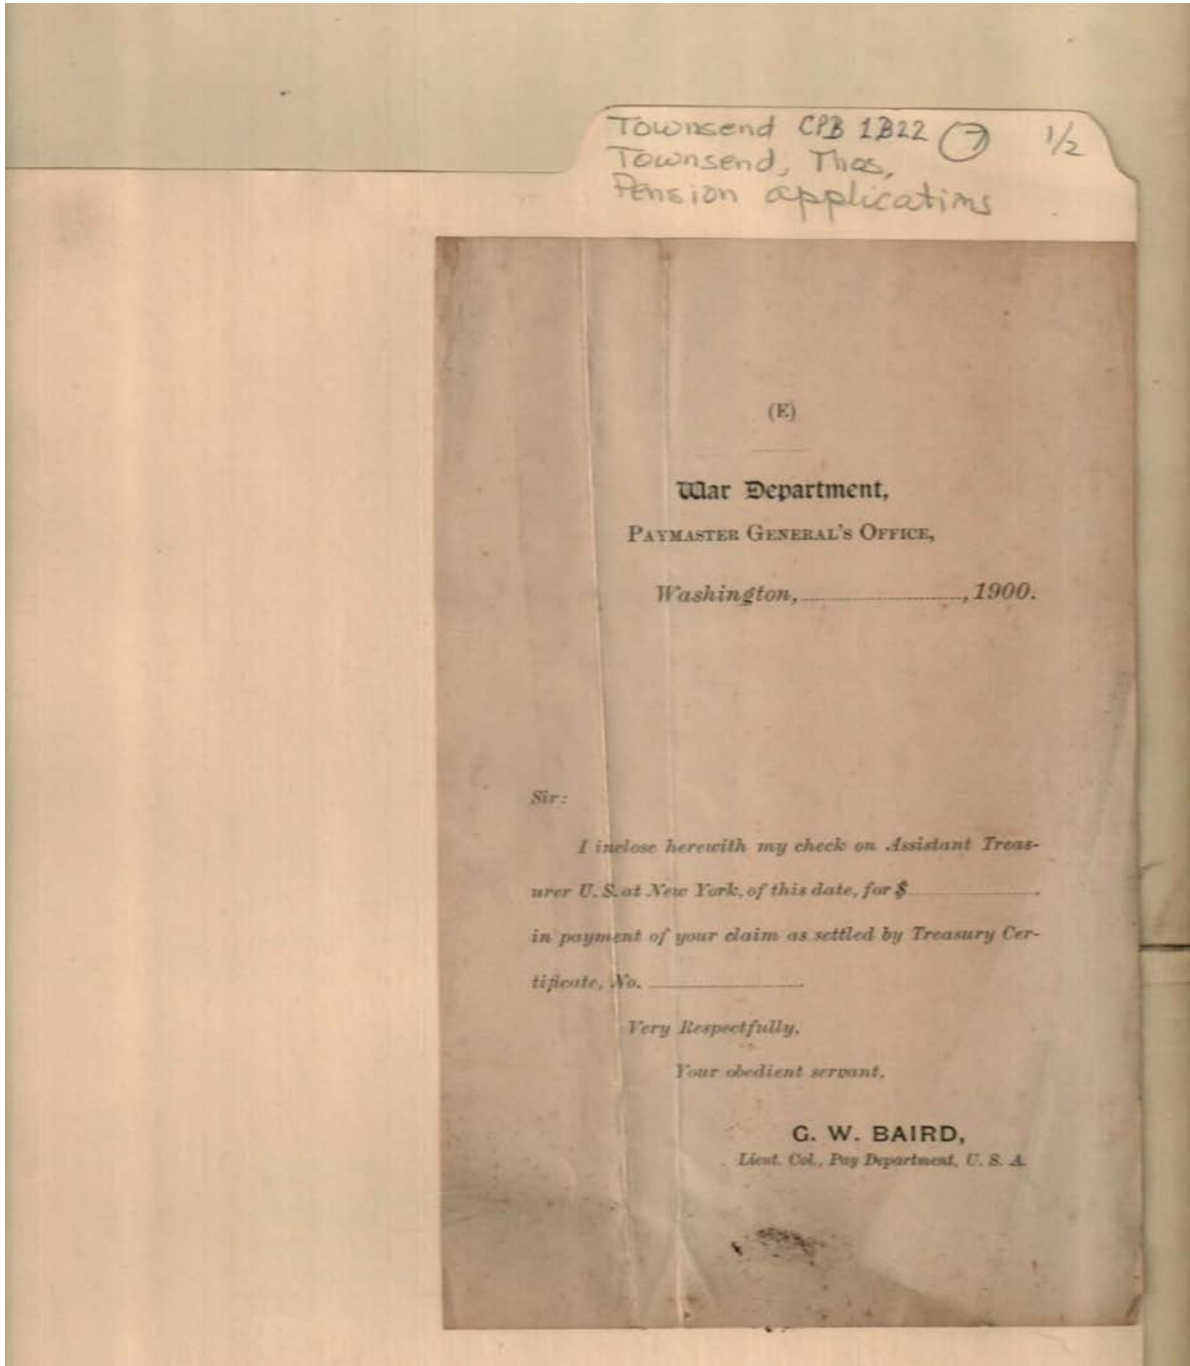 Townsend CPB 1B22 7 1/2
Townsend, Thos,
Pension applications
(E)
War Department,
PAYMASTER GENERAL'S OFFICE,
Washington, ..............................., 1900.
Sir:
I inclose herewith my check on Assistant Treas-
urer U. S. at New York, of this date, for $..............................
in payment of your claim as settled by Treasury Cer-
tificate, No. ..............................
Very Respectfully,
Your obedient servant,
G. W. BAIRD,
Lieut. Col., Pay Department, U. S. A.